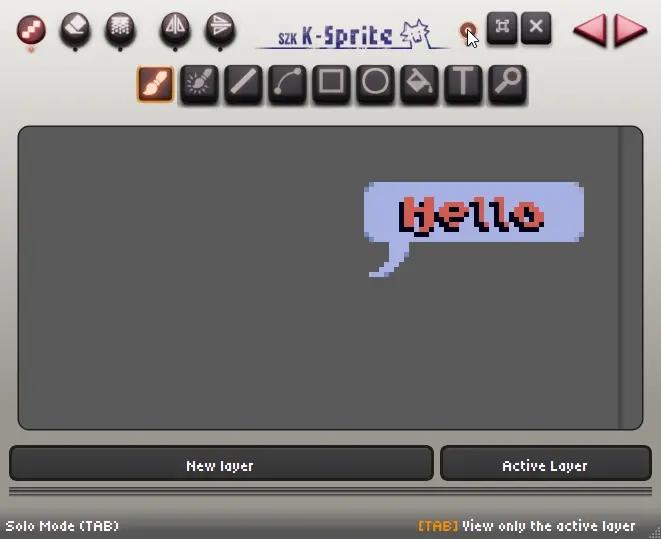 SZK K-Sprite
T
Hello
New layer
Active Layer
Solo Mode (TAB)
[TAB] View only the active layer